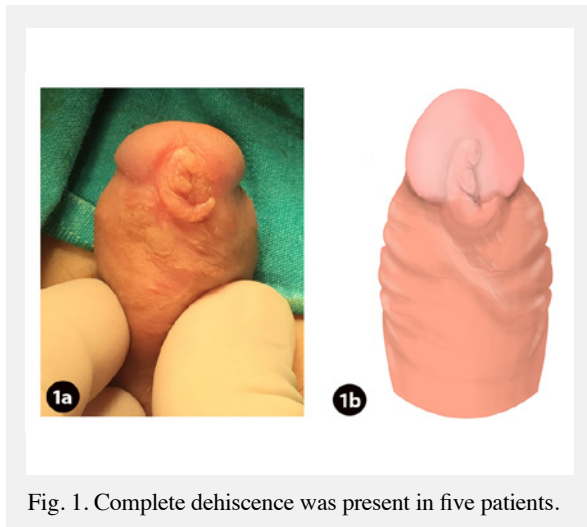 1a
1b
Fig. 1. Complete dehiscence was present in five patients.